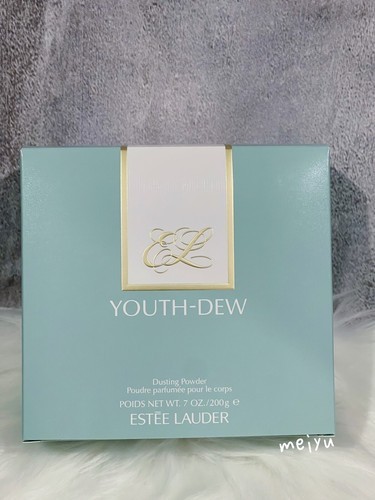 EL
YOUTH-DEW
Dusting Powder
Poudre parfumée pour le corps
POIDS NET WT. 7 OZ./200g ℮
ESTĒE LAUDER
meiyu